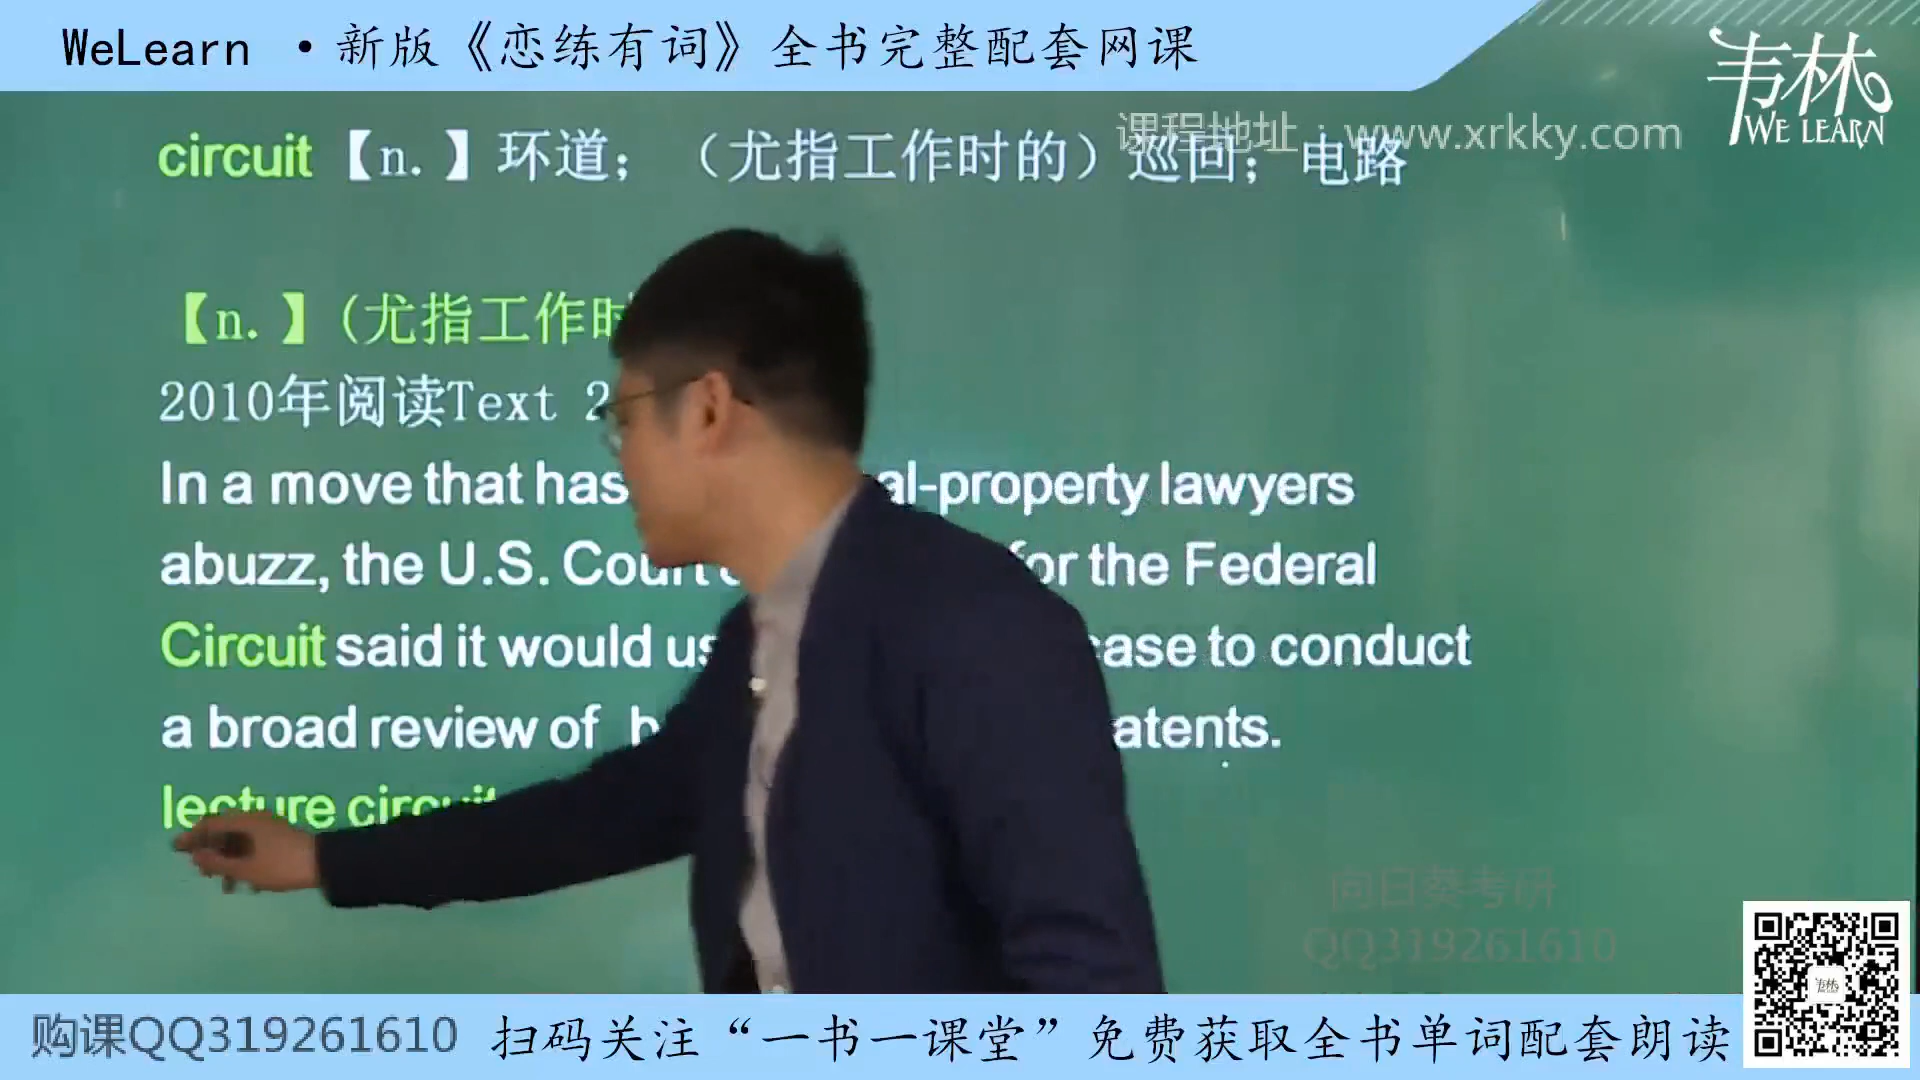 WeLearn ·新版《恋练有词》全书完整配套网课
韦林
WE LEARN
课程地址：www.xrkky.com
circuit【n.】环道；（尤指工作时的）巡回；电路
【n.】(尤指工作时
2010年阅读Text 2
In a move that has al-property lawyers
abuzz, the U.S. Court for the Federal
Circuit said it would case to conduct
a broad review of atents.
lecture circuit
向日葵考研
QQ319261610
购课QQ319261610 扫码关注“一书一课堂”免费获取全书单词配套朗读